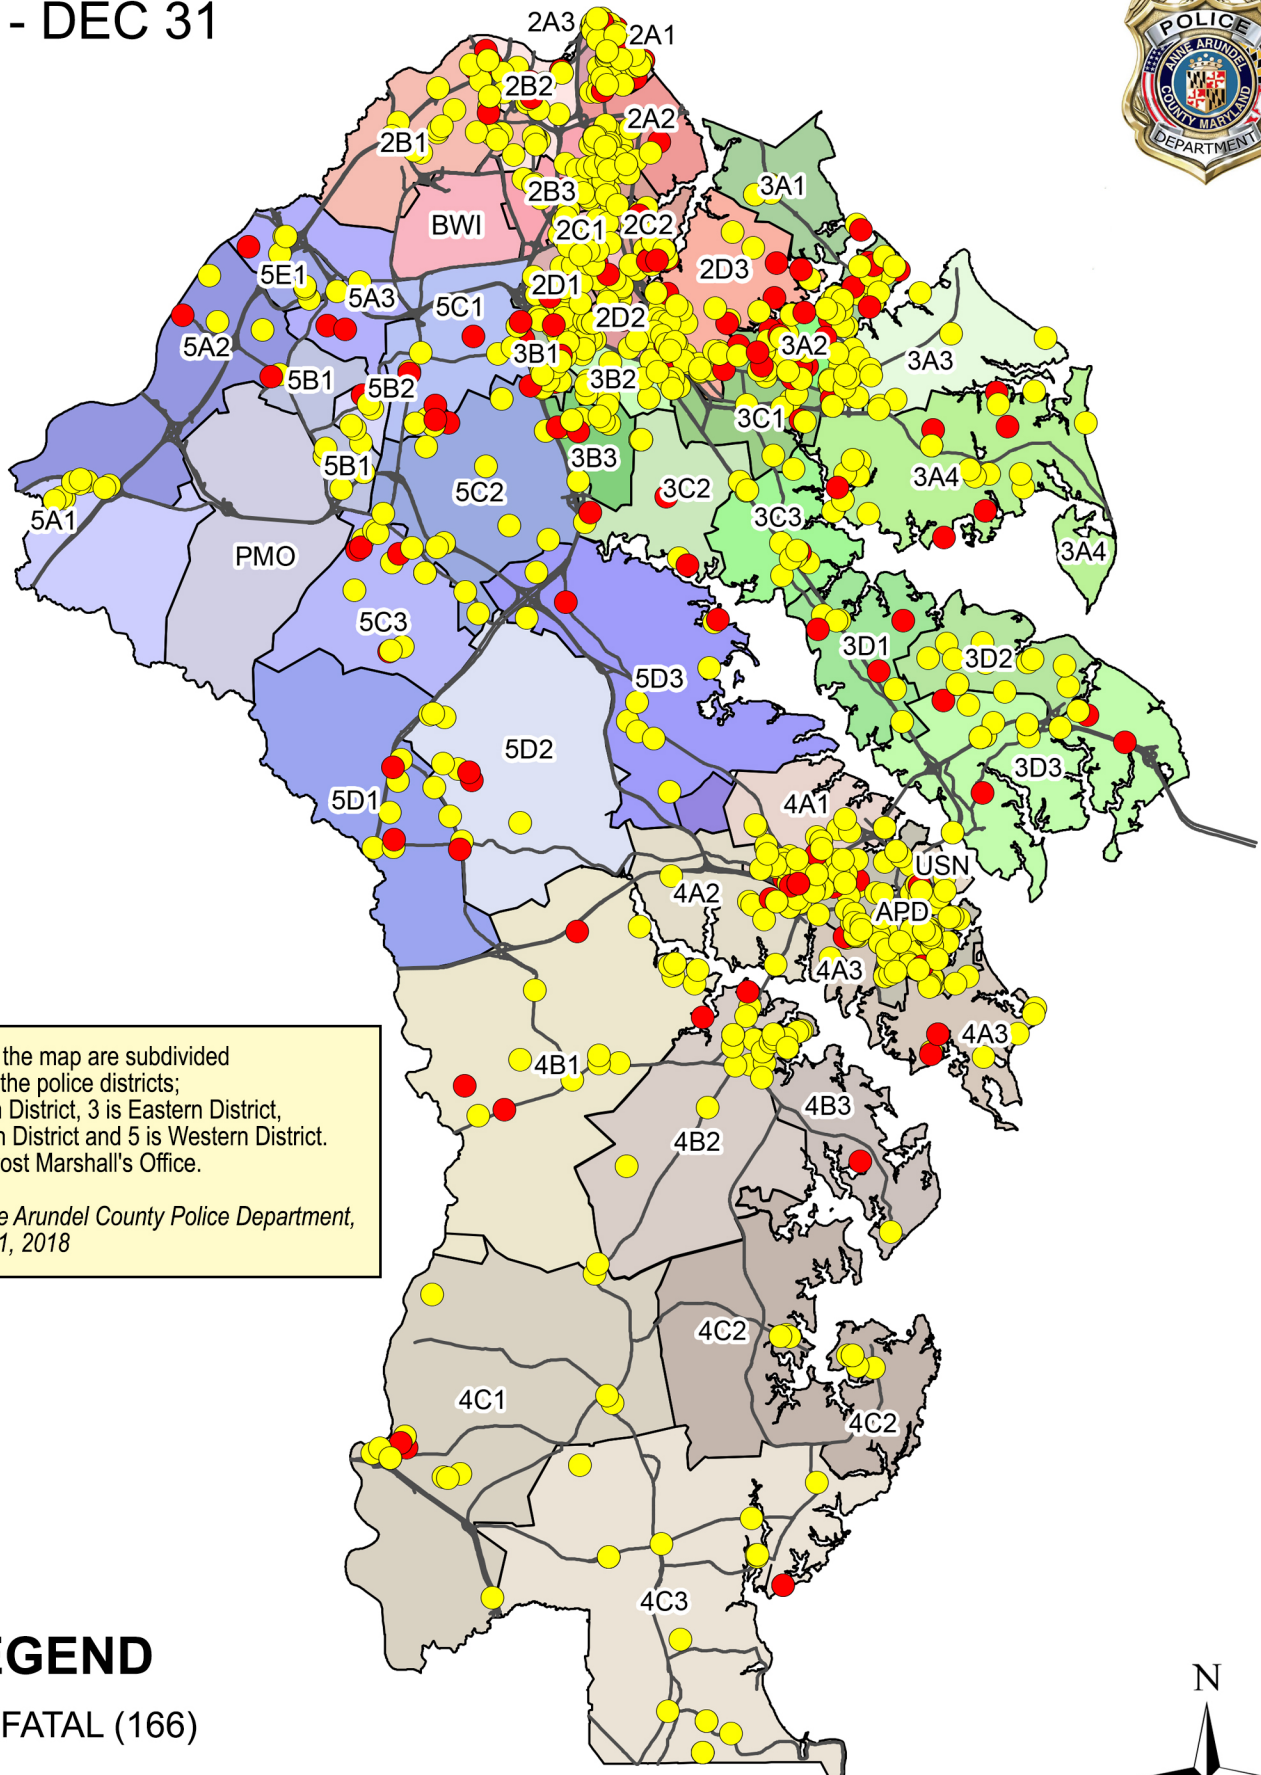 - DEC 31
POLICE
ANNE ARUNDEL
COUNTY MARYLAND
DEPARTMENT
2A3
2A1
2B2
2A2
2B1
3A1
2B3
BWI
2C1
2C2
2D3
5E1
2D1
5A3
5C1
2D2
5A2
3B1
3A2
3A3
5B1
5B2
3B2
3C1
3B3
5B1
5C2
3C2
3A4
5A1
3C3
PMO
3A4
5C3
3D1
3D2
5D3
5D2
3D3
5D1
4A1
USN
4A2
APD
4A3
4A3
the map are subdivided
the police districts;
District, 3 is Eastern District,
District and 5 is Western District.
ost Marshall's Office.
e Arundel County Police Department,
1, 2018
4B1
4B3
4B2
4C2
4C1
4C2
4C3
EGEND
FATAL (166)
N